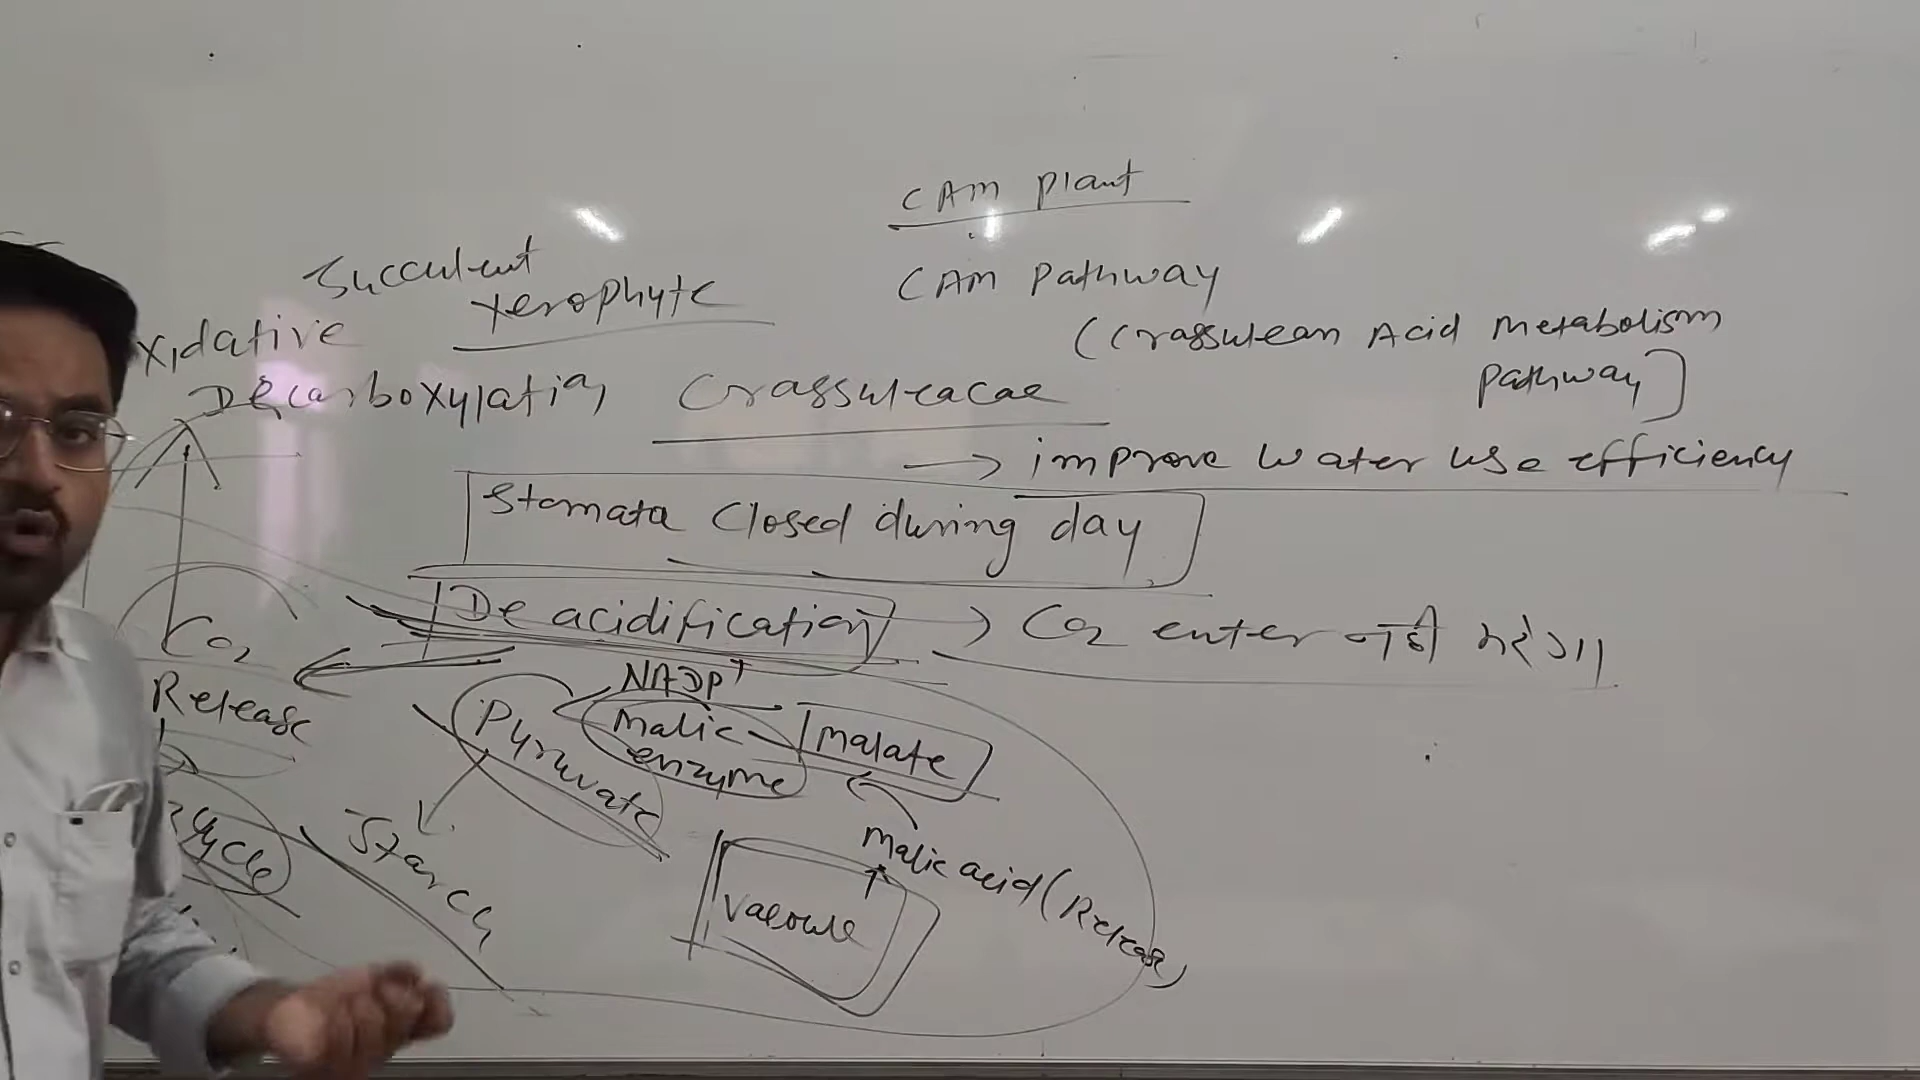 CAM Plant
CAM Pathway
(Crassulean Acid Metabolism
Pathway]
Succulent
Xerophyte
xidative
Decarboxylation
Crassuleacae
→ improve water use efficiency
Stomata Closed during day
De acidification → CO2 enter नहीं करेगा
CO2
Release
NADP+
Pyruvate
Malic
enzyme
Malate
Malic acid (Release)
Vacoule
Starch